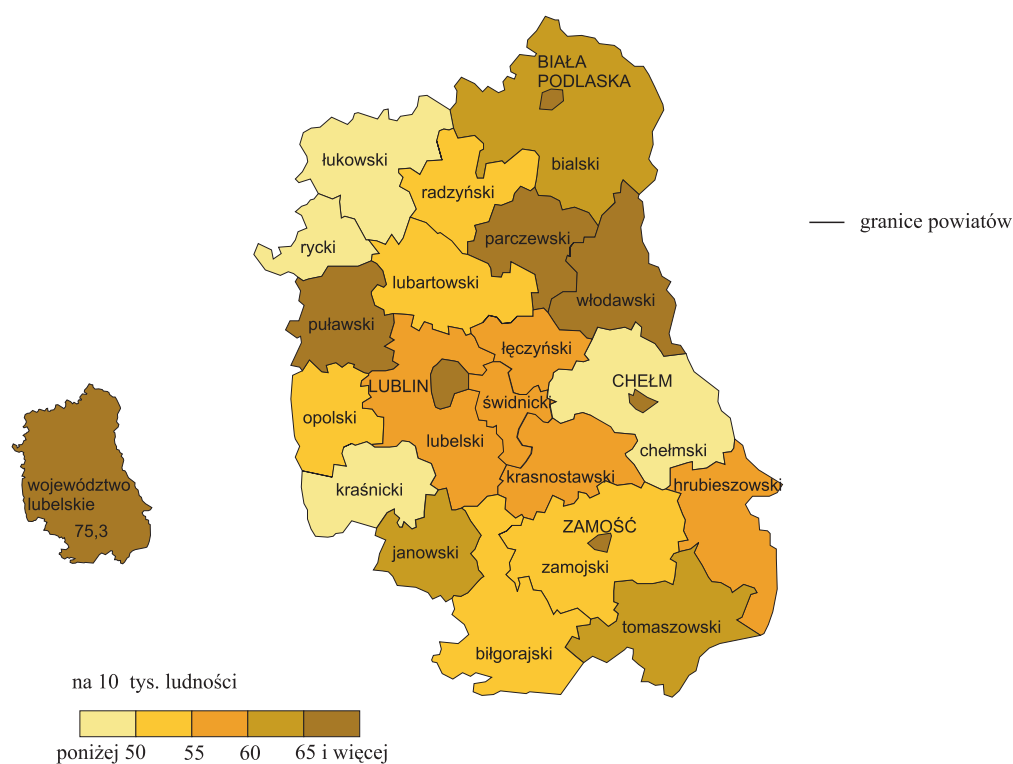 BIAŁA
PODLASKA
łukowski
bialski
radzyński
granice powiatów
rycki
parczewski
lubartowski
włodawski
puławski
łęczyński
LUBLIN
CHEŁM
świdnicki
opolski
lubelski
chełmski
krasnostawski
hrubieszowski
województwo
lubelskie
75,3
kraśnicki
ZAMOŚĆ
janowski
zamojski
tomaszowski
biłgorajski
na 10 tys. ludności
poniżej 50 55 60 65 i więcej